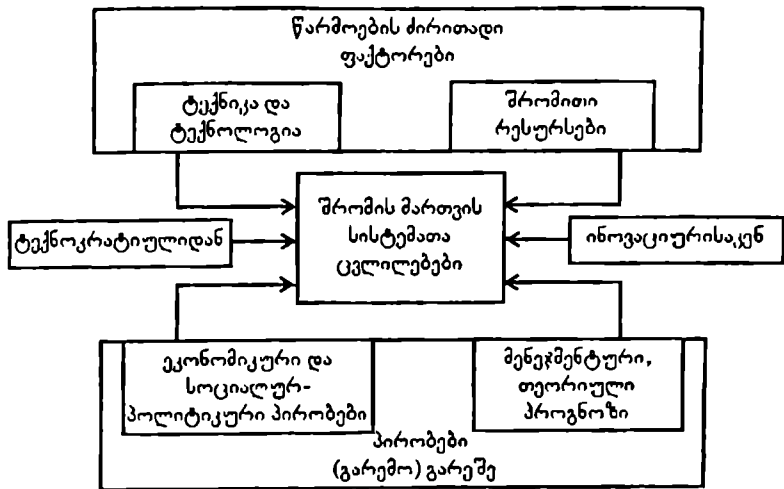 წარმოების ძირითადი
ფაქტორები
ტექნიკა და
ტექნოლოგია
შრომითი
რესურსები
შრომის მართვის
სისტემათა
ცვლილებები
ტექნოკრატიულიდან
ინოვაციურისაკენ
ეკონომიკური და
სოციალურ-
პოლიტიკური პირობები
მენეჯმენტური,
თეორიული
პროგნოზი
პირობები
(გარემო) გარეშე